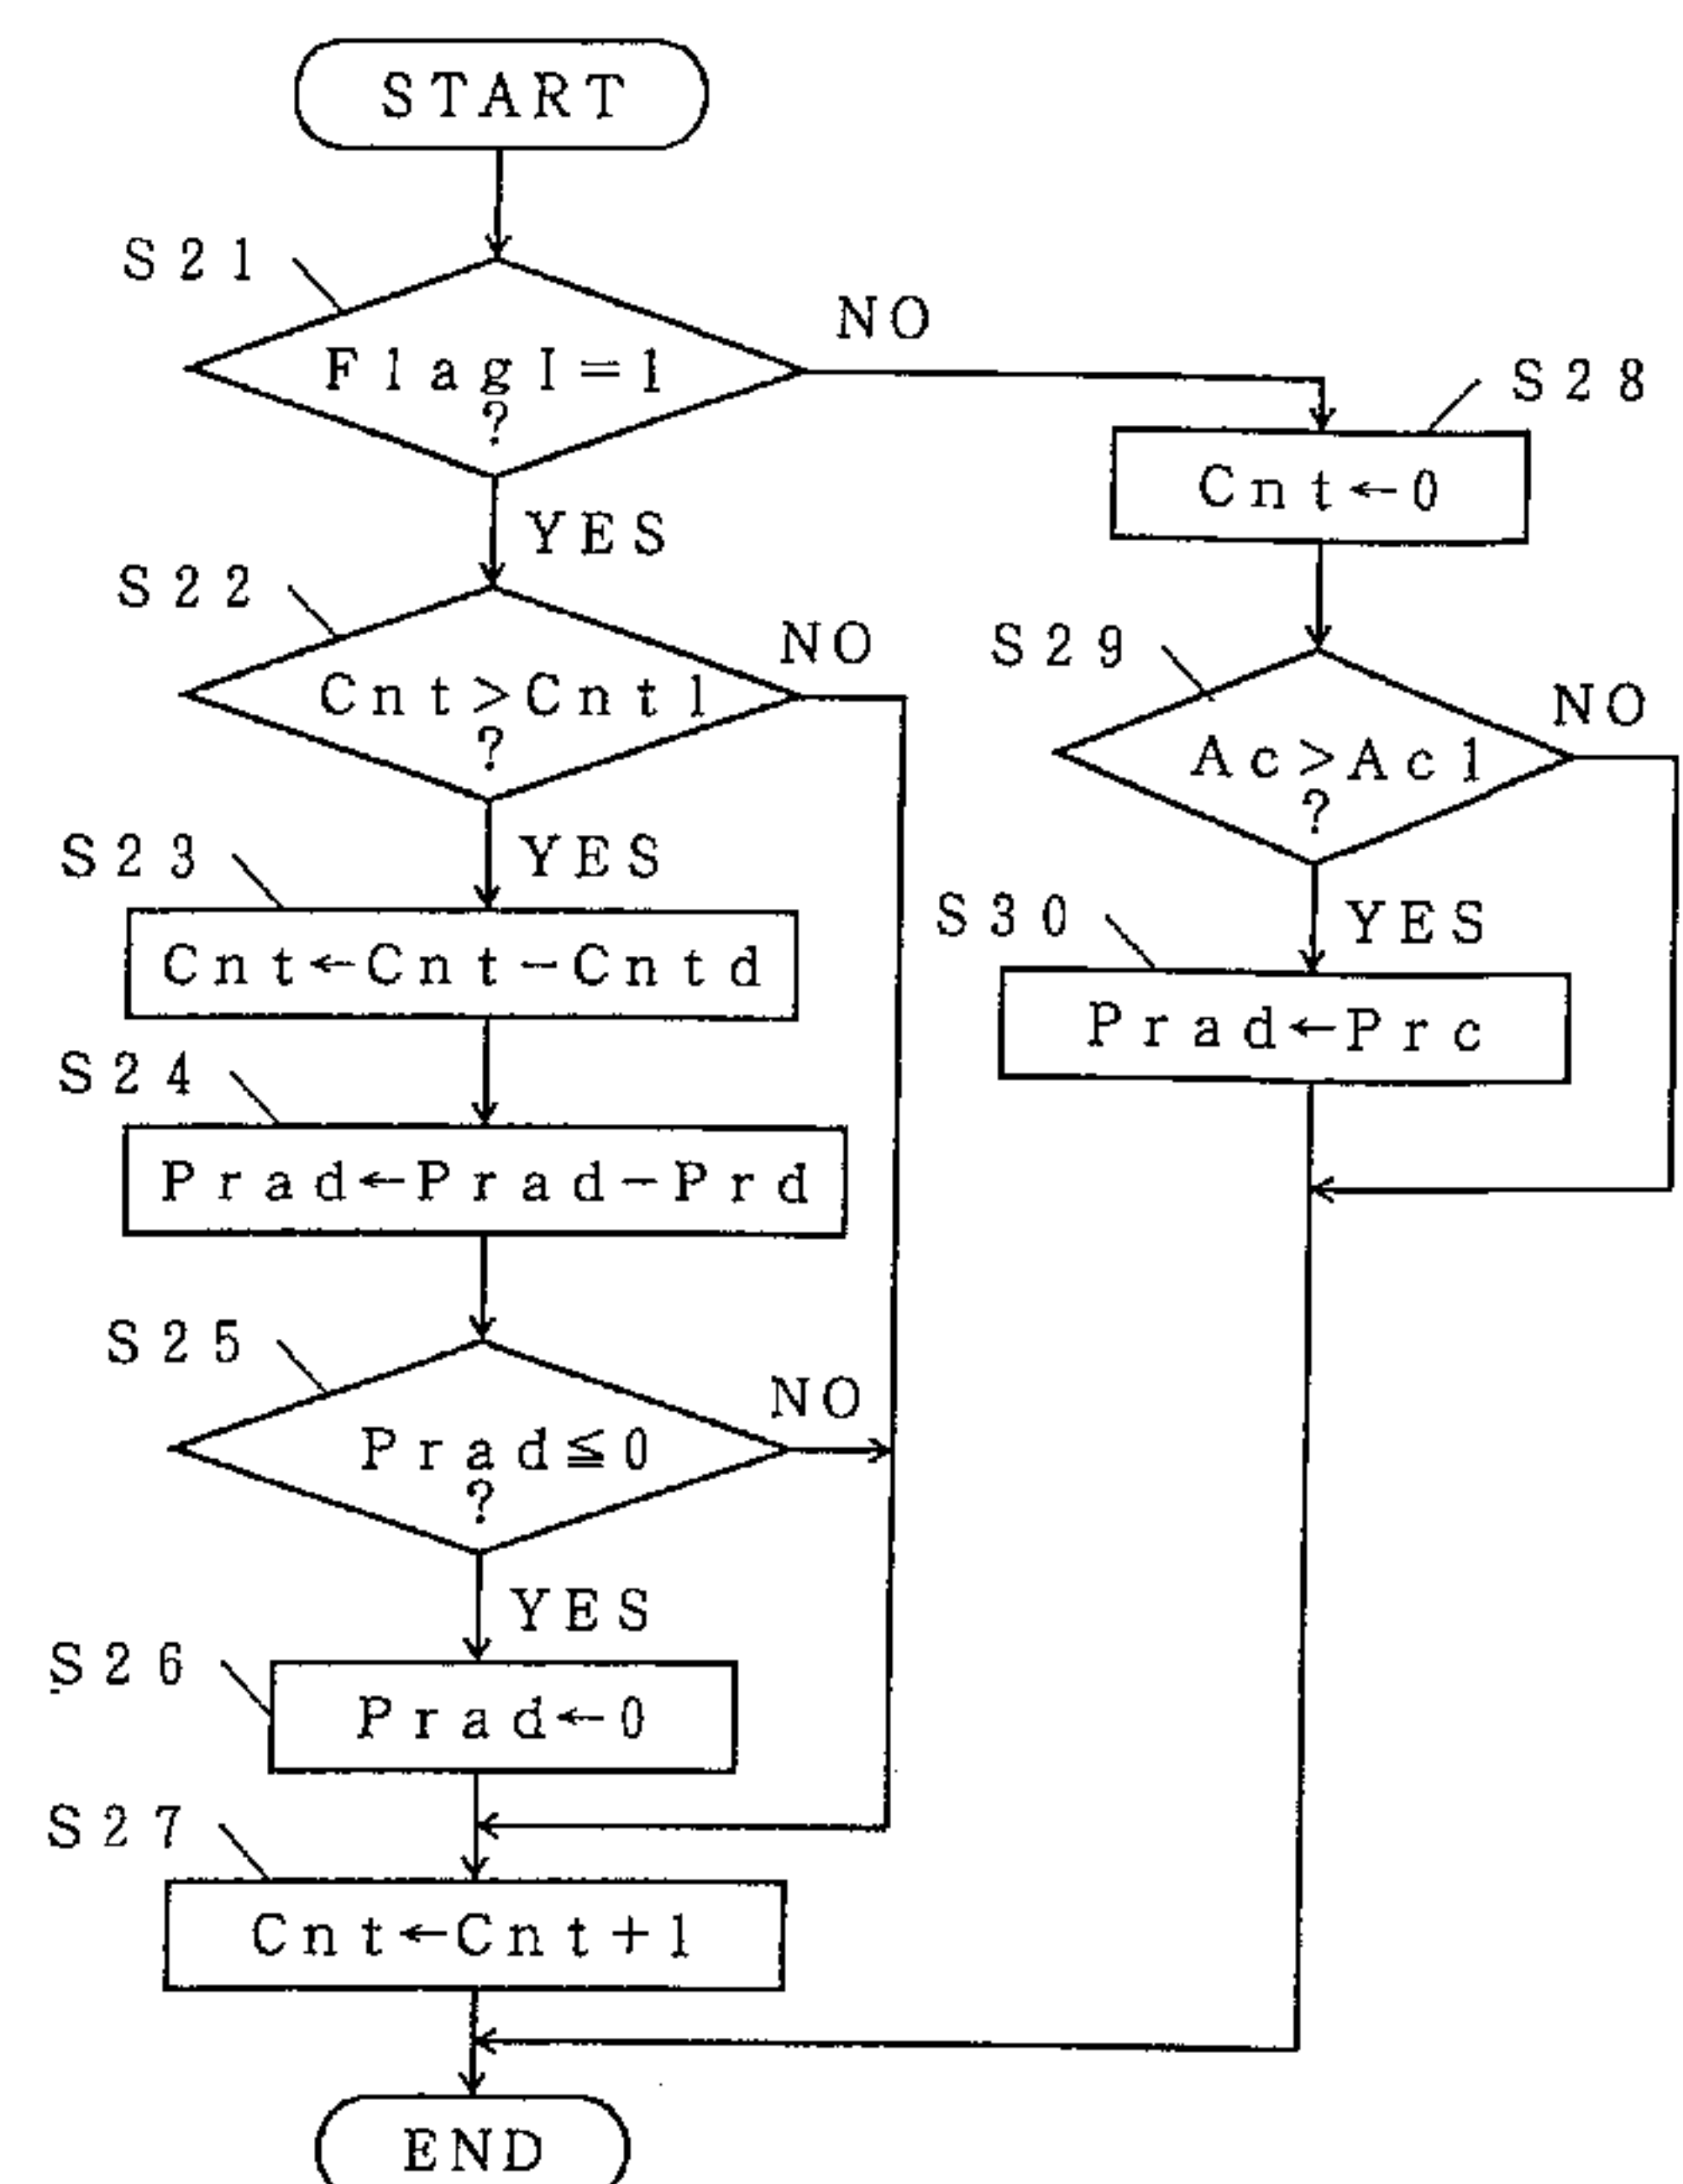 START
S21
FlagI=1
?
NO
YES
S28
Cnt←0
S22
Cnt>Cnt1
?
NO
YES
S29
Ac>Ac1
?
NO
YES
S23
Cnt←Cnt-Cntd
S30
Prad←Prc
S24
Prad←Prad-Prd
S25
Prad≦0
?
NO
YES
S26
Prad←0
S27
Cnt←Cnt+1
END